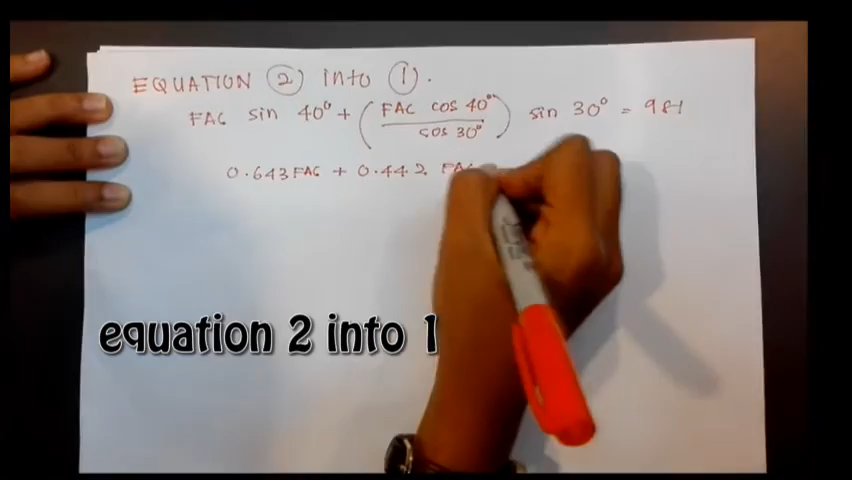 EQUATION 2 into 1.
FAC sin 40° + (FAC cos 40° / cos 30°) sin 30° = 981
0.643 FAC + 0.442 FAC
equation 2 into 1